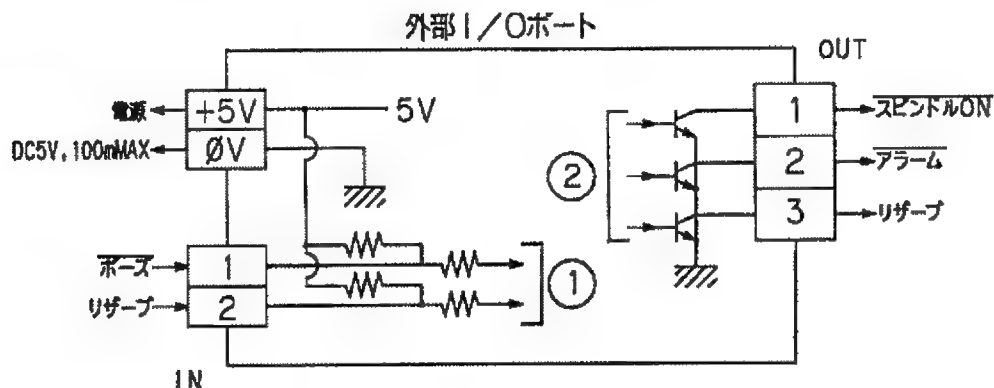 外部I/Oボート
OUT
電源
+5V
5V
DC5V,100mMAX
ØV
1
スピンドルON
2
アラーム
3
リザーブ
②
ポーズ
1
リザーブ
2
①
IN